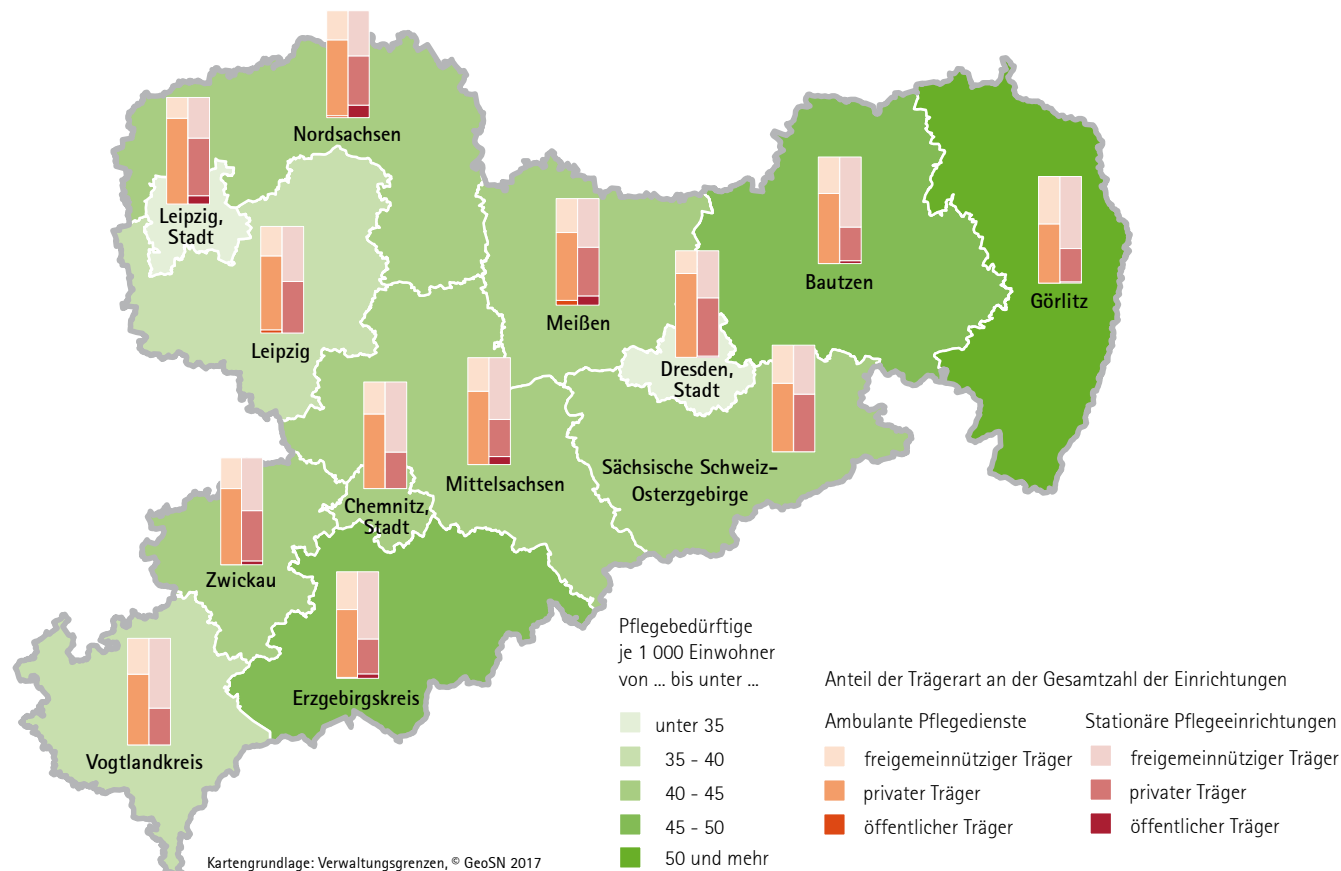 Nordsachsen
Leipzig,
Stadt
Leipzig
Meißen
Bautzen
Görlitz
Dresden,
Stadt
Sächsische Schweiz-
Osterzgebirge
Mittelsachsen
Chemnitz,
Stadt
Zwickau
Erzgebirgskreis
Vogtlandkreis
Pflegebedürftige
je 1 000 Einwohner
von ... bis unter ...
unter 35
35 - 40
40 - 45
45 - 50
50 und mehr
Anteil der Trägerart an der Gesamtzahl der Einrichtungen
Ambulante Pflegedienste
freigemeinnütziger Träger
privater Träger
öffentlicher Träger
Stationäre Pflegeeinrichtungen
freigemeinnütziger Träger
privater Träger
öffentlicher Träger
Kartengrundlage: Verwaltungsgrenzen, © GeoSN 2017